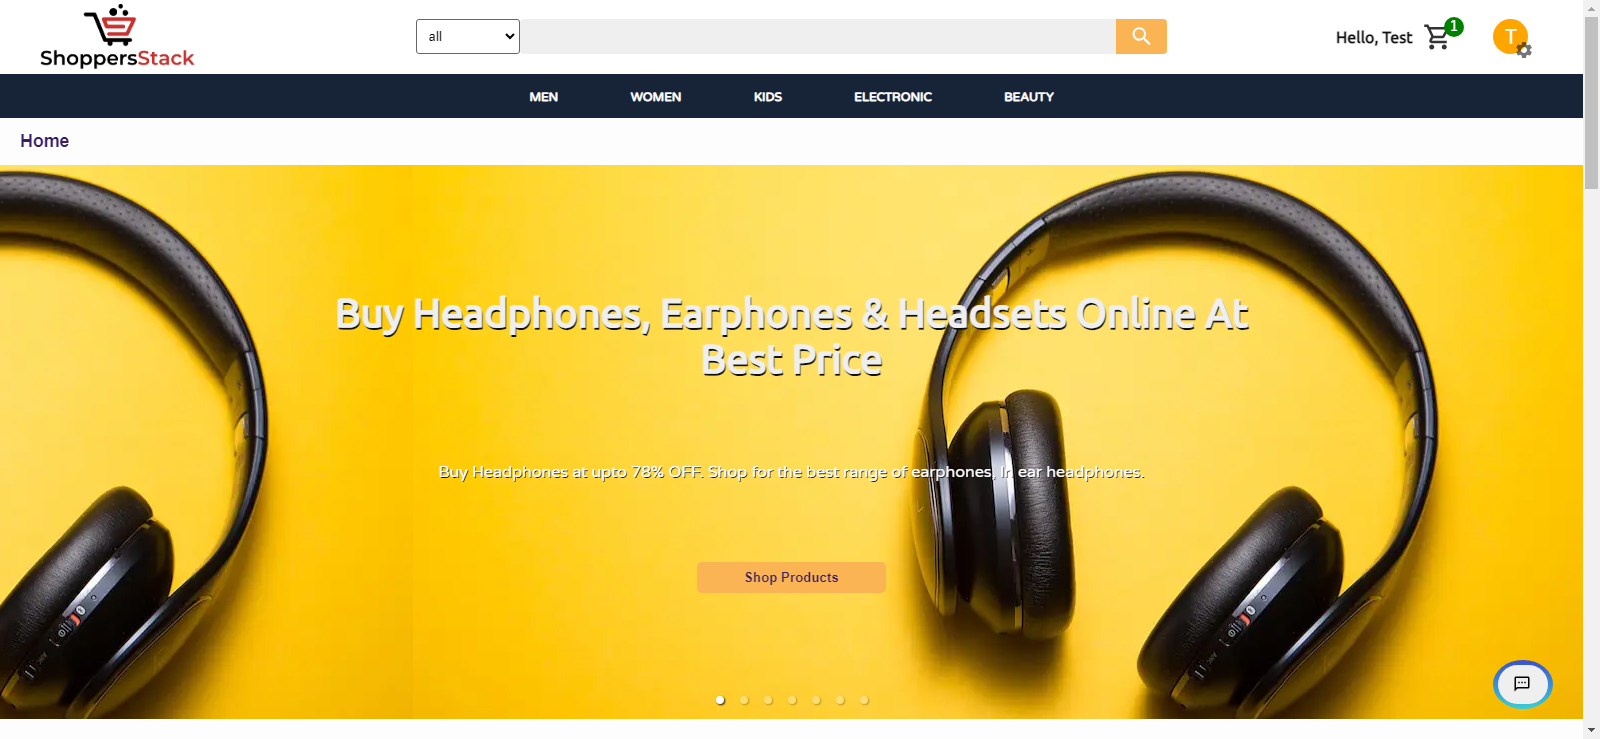 ShoppersStack
all
Hello, Test
1
T
MEN WOMEN KIDS ELECTRONIC BEAUTY
Home
Buy Headphones, Earphones & Headsets Online At
Best Price
Buy Headphones at upto 78% OFF. Shop for the best range of earphones, In ear headphones.
Shop Products